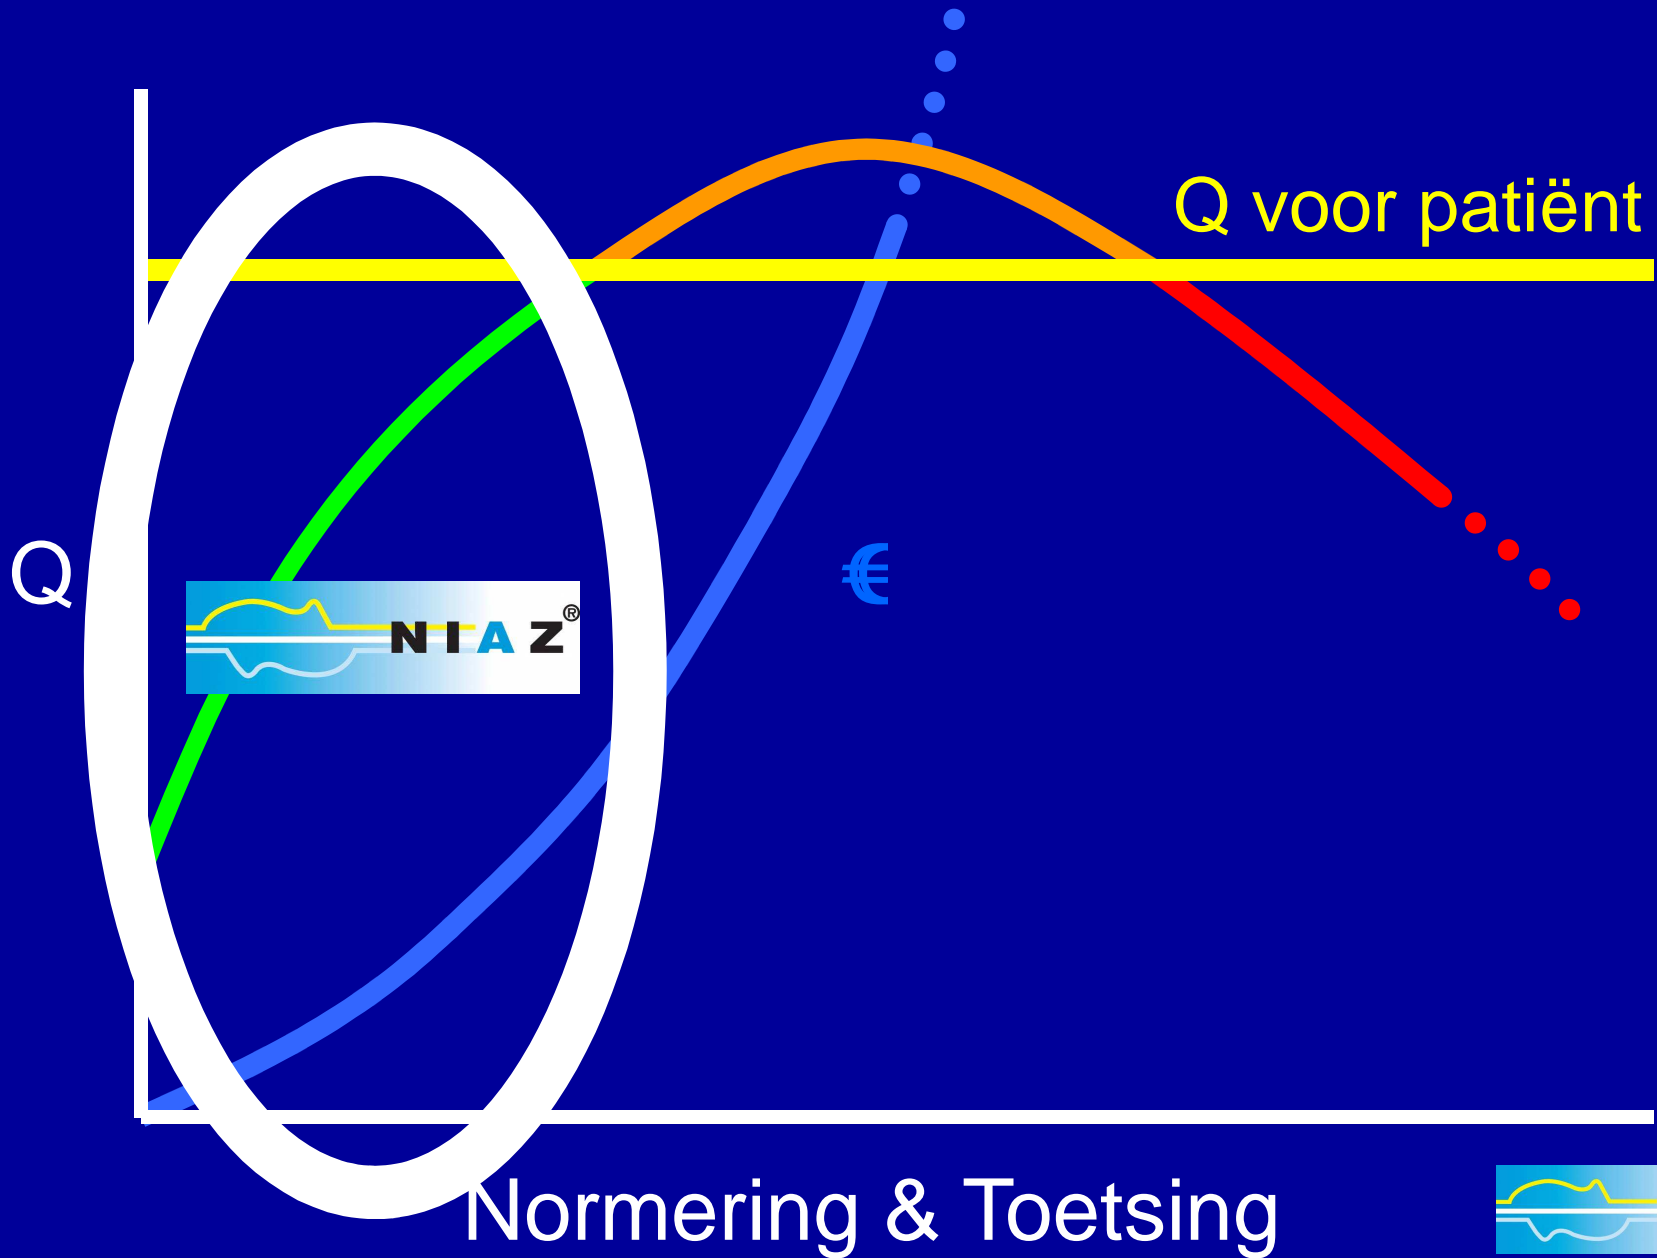 Q voor patiënt
Q
€
NIAZ®
Normering & Toetsing